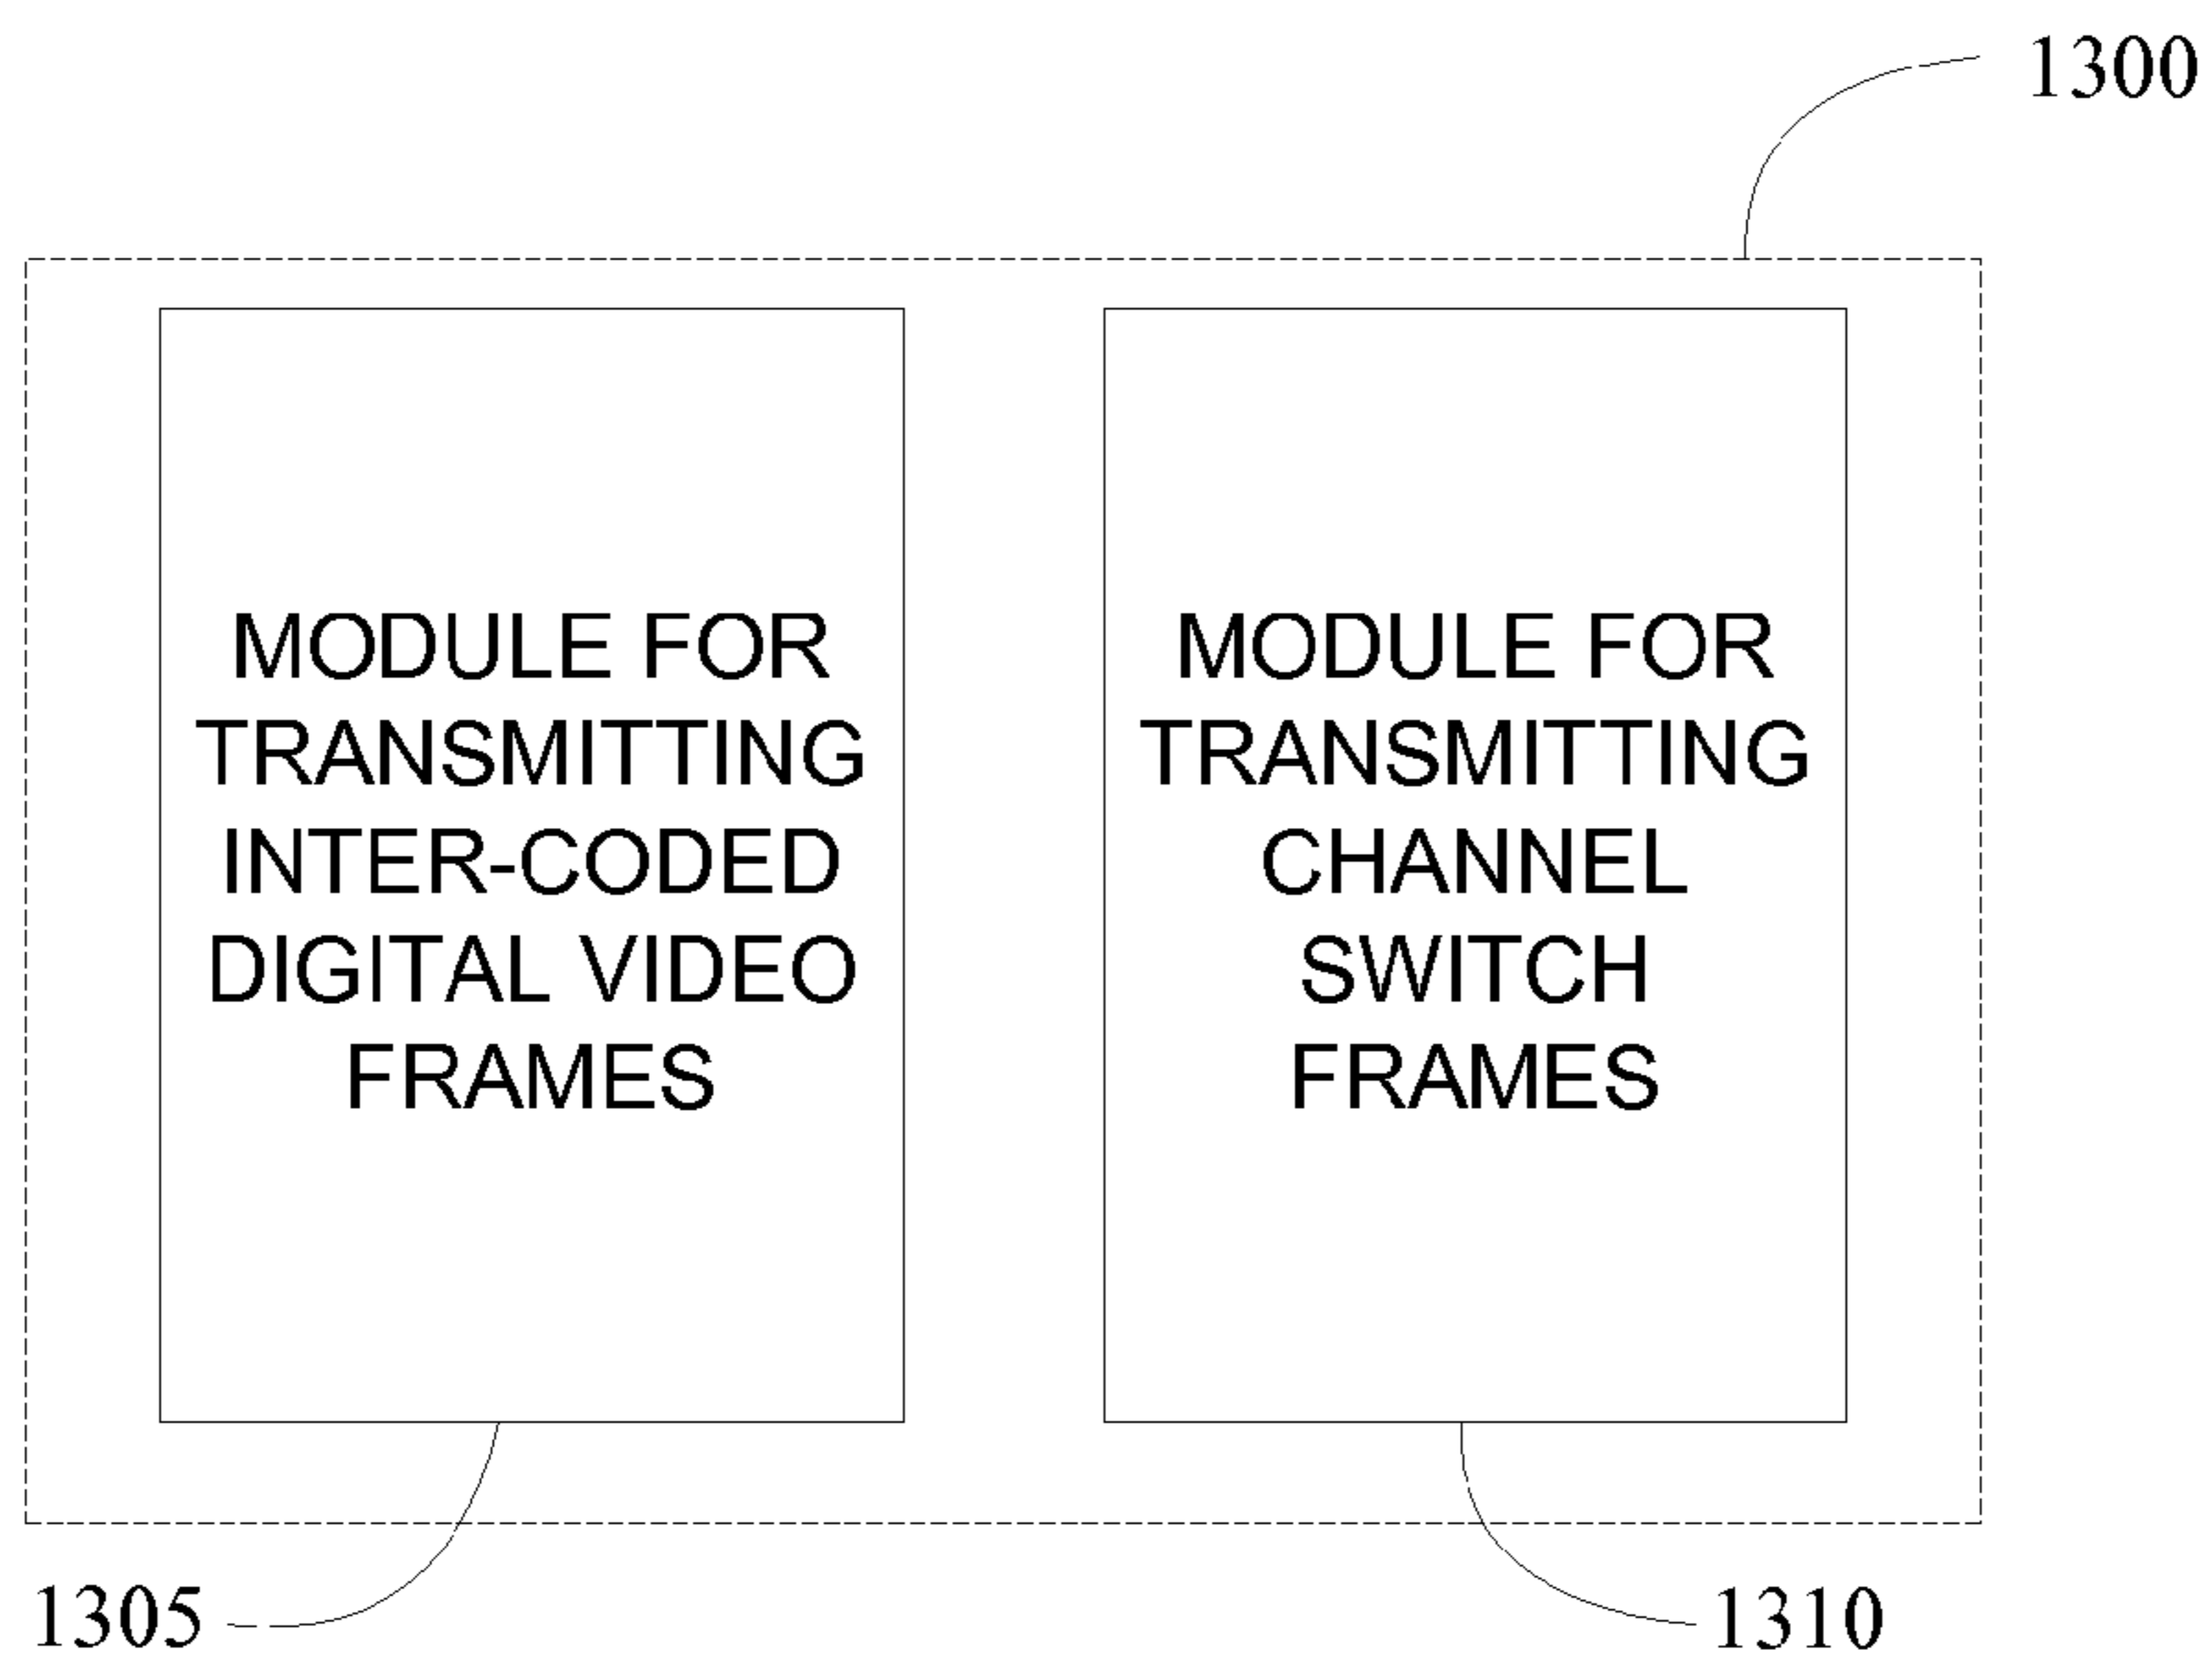 1300
MODULE FOR
TRANSMITTING
INTER-CODED
DIGITAL VIDEO
FRAMES
MODULE FOR
TRANSMITTING
CHANNEL
SWITCH
FRAMES
1305
1310